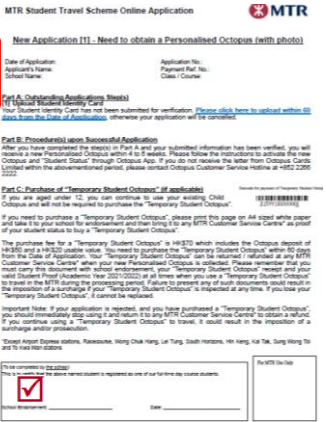 MTR Student Travel Scheme Online Application
MTR
New Application [1] - Need to obtain a Personalised Octopus (with photo)
Date of Application:
Application No.:
Applicant's Name:
Payment Ref. No.:
School Name:
Class / Course:
Part A: Outstanding Applications Step(s)
[1] Upload Student Identity Card
Your Student Identity Card has not been submitted for verification. Please click here to upload within 60
days from the Date of Application, otherwise your application will be cancelled.
Part B: Procedure(s) upon Successful Application
After you have completed the step(s) in Part A and your submitted information has been verified, you will
receive a new Personalised Octopus within 4 to 6 weeks. Please follow the instructions to activate the new
Octopus and "Student Status" through Octopus App. If you do not receive the letter from Octopus Cards
Limited within the abovementioned period, please contact Octopus Customer Service Hotline at +852 2266
2222.
Part C: Purchase of "Temporary Student Octopus" (if applicable)
If you are aged under 12, you can continue to use your existing Child
Octopus and will not be required to purchase the Temporary Student Octopus".
If you need to purchase a "Temporary Student Octopus", please print this page on A4 sized white paper
and take it to your school for endorsement and then bring it to any MTR Customer Service Centre* as proof
of your student status to buy a "Temporary Student Octopus".
The purchase fee for a "Temporary Student Octopus" is HK$70 which includes the Octopus deposit of
HK$50 and a HK$20 usable value. You need to purchase the "Temporary Student Octopus" within 60 days
from the Date of Application. Your "Temporary Student Octopus" can be returned / refunded at any MTR
Customer Service Centre* when your new Personalised Octopus is collected. Please remember that you
must carry this document with school endorsement, your "Temporary Student Octopus" receipt and your
valid Student Proof (Academic Year 2021/2022) at all times when you use a "Temporary Student Octopus"
to travel in the MTR during the processing period. Failure to present any of such documents could result in
the imposition of a surcharge if your "Temporary Student Octopus" is inspected at any time. If you lose your
"Temporary Student Octopus", it cannot be replaced.
Important Note: If your application is rejected, and you have purchased a "Temporary Student Octopus",
you should immediately stop using it and return it to any MTR Customer Service Centre* to obtain a refund.
If you continue using a "Temporary Student Octopus" to travel, it could result in the imposition of a
surcharge and/or prosecution.
*Except Airport Express stations, Racecourse, Wong Chuk Hang, Lei Tung, South Horizons, Hin Keng, Kai Tak, Sung Wong Toi
and To Kwa Wan stations
(To be completed by the school)
This is to certify that the above named student is registered as one of our full-time day course students.
School Endorsement:
Date:
For MTR Use Only